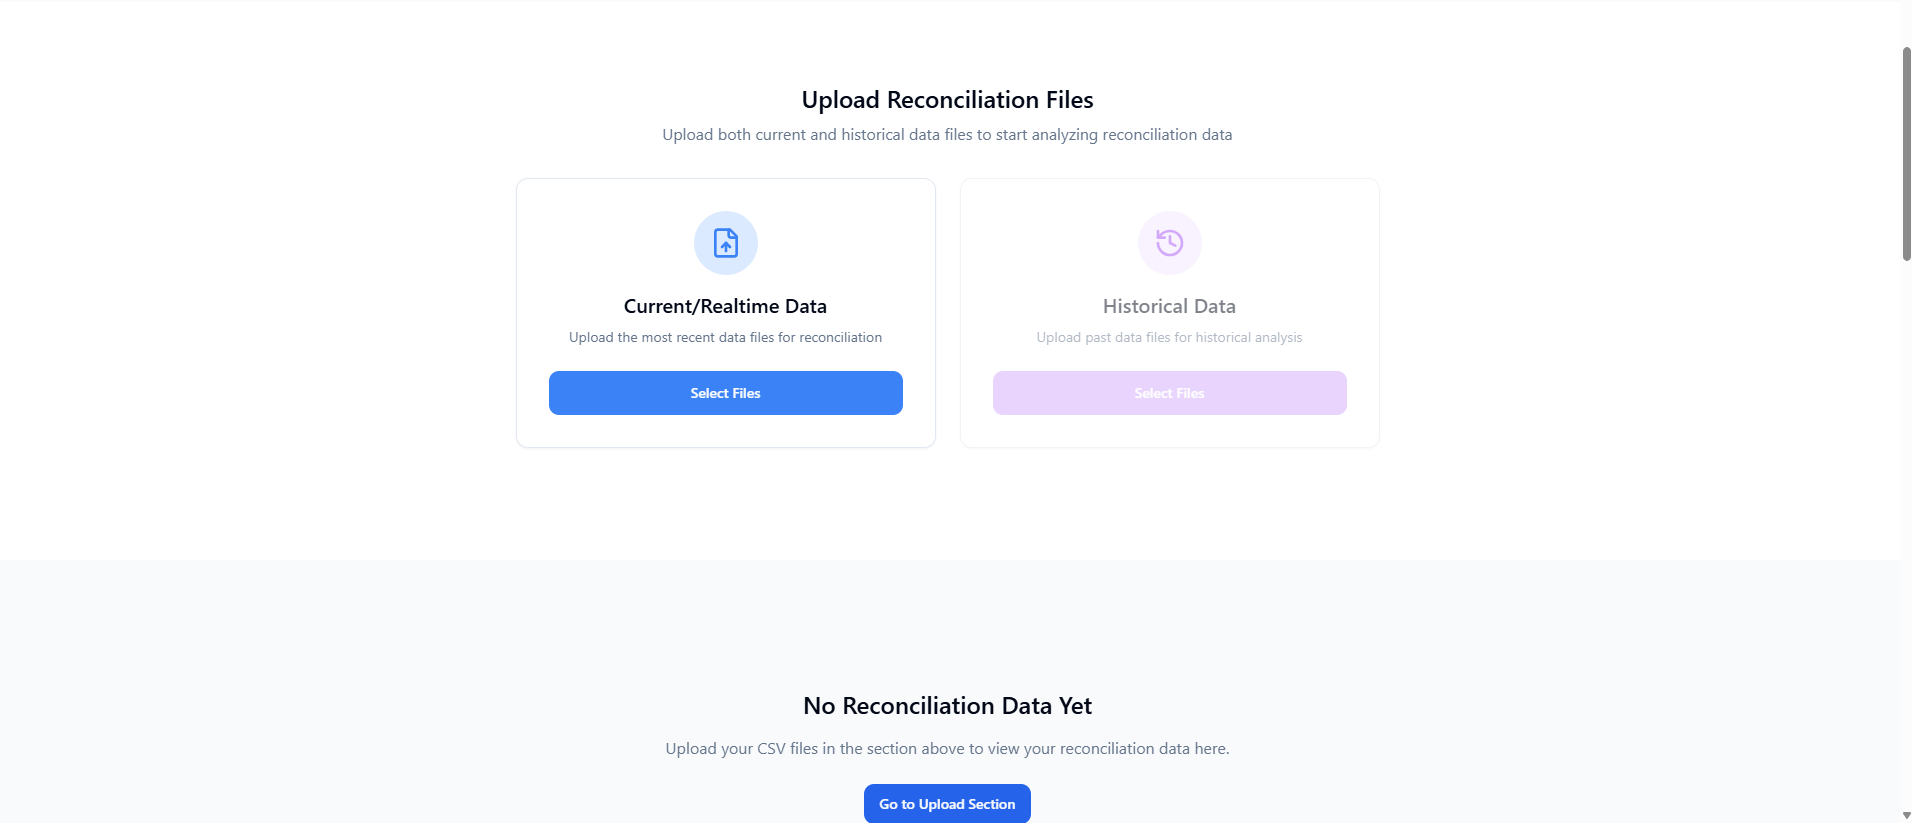 Upload Reconciliation Files
Upload both current and historical data files to start analyzing reconciliation data
Current/Realtime Data
Upload the most recent data files for reconciliation
Select Files
Historical Data
Upload past data files for historical analysis
Select Files
No Reconciliation Data Yet
Upload your CSV files in the section above to view your reconciliation data here.
Go to Upload Section